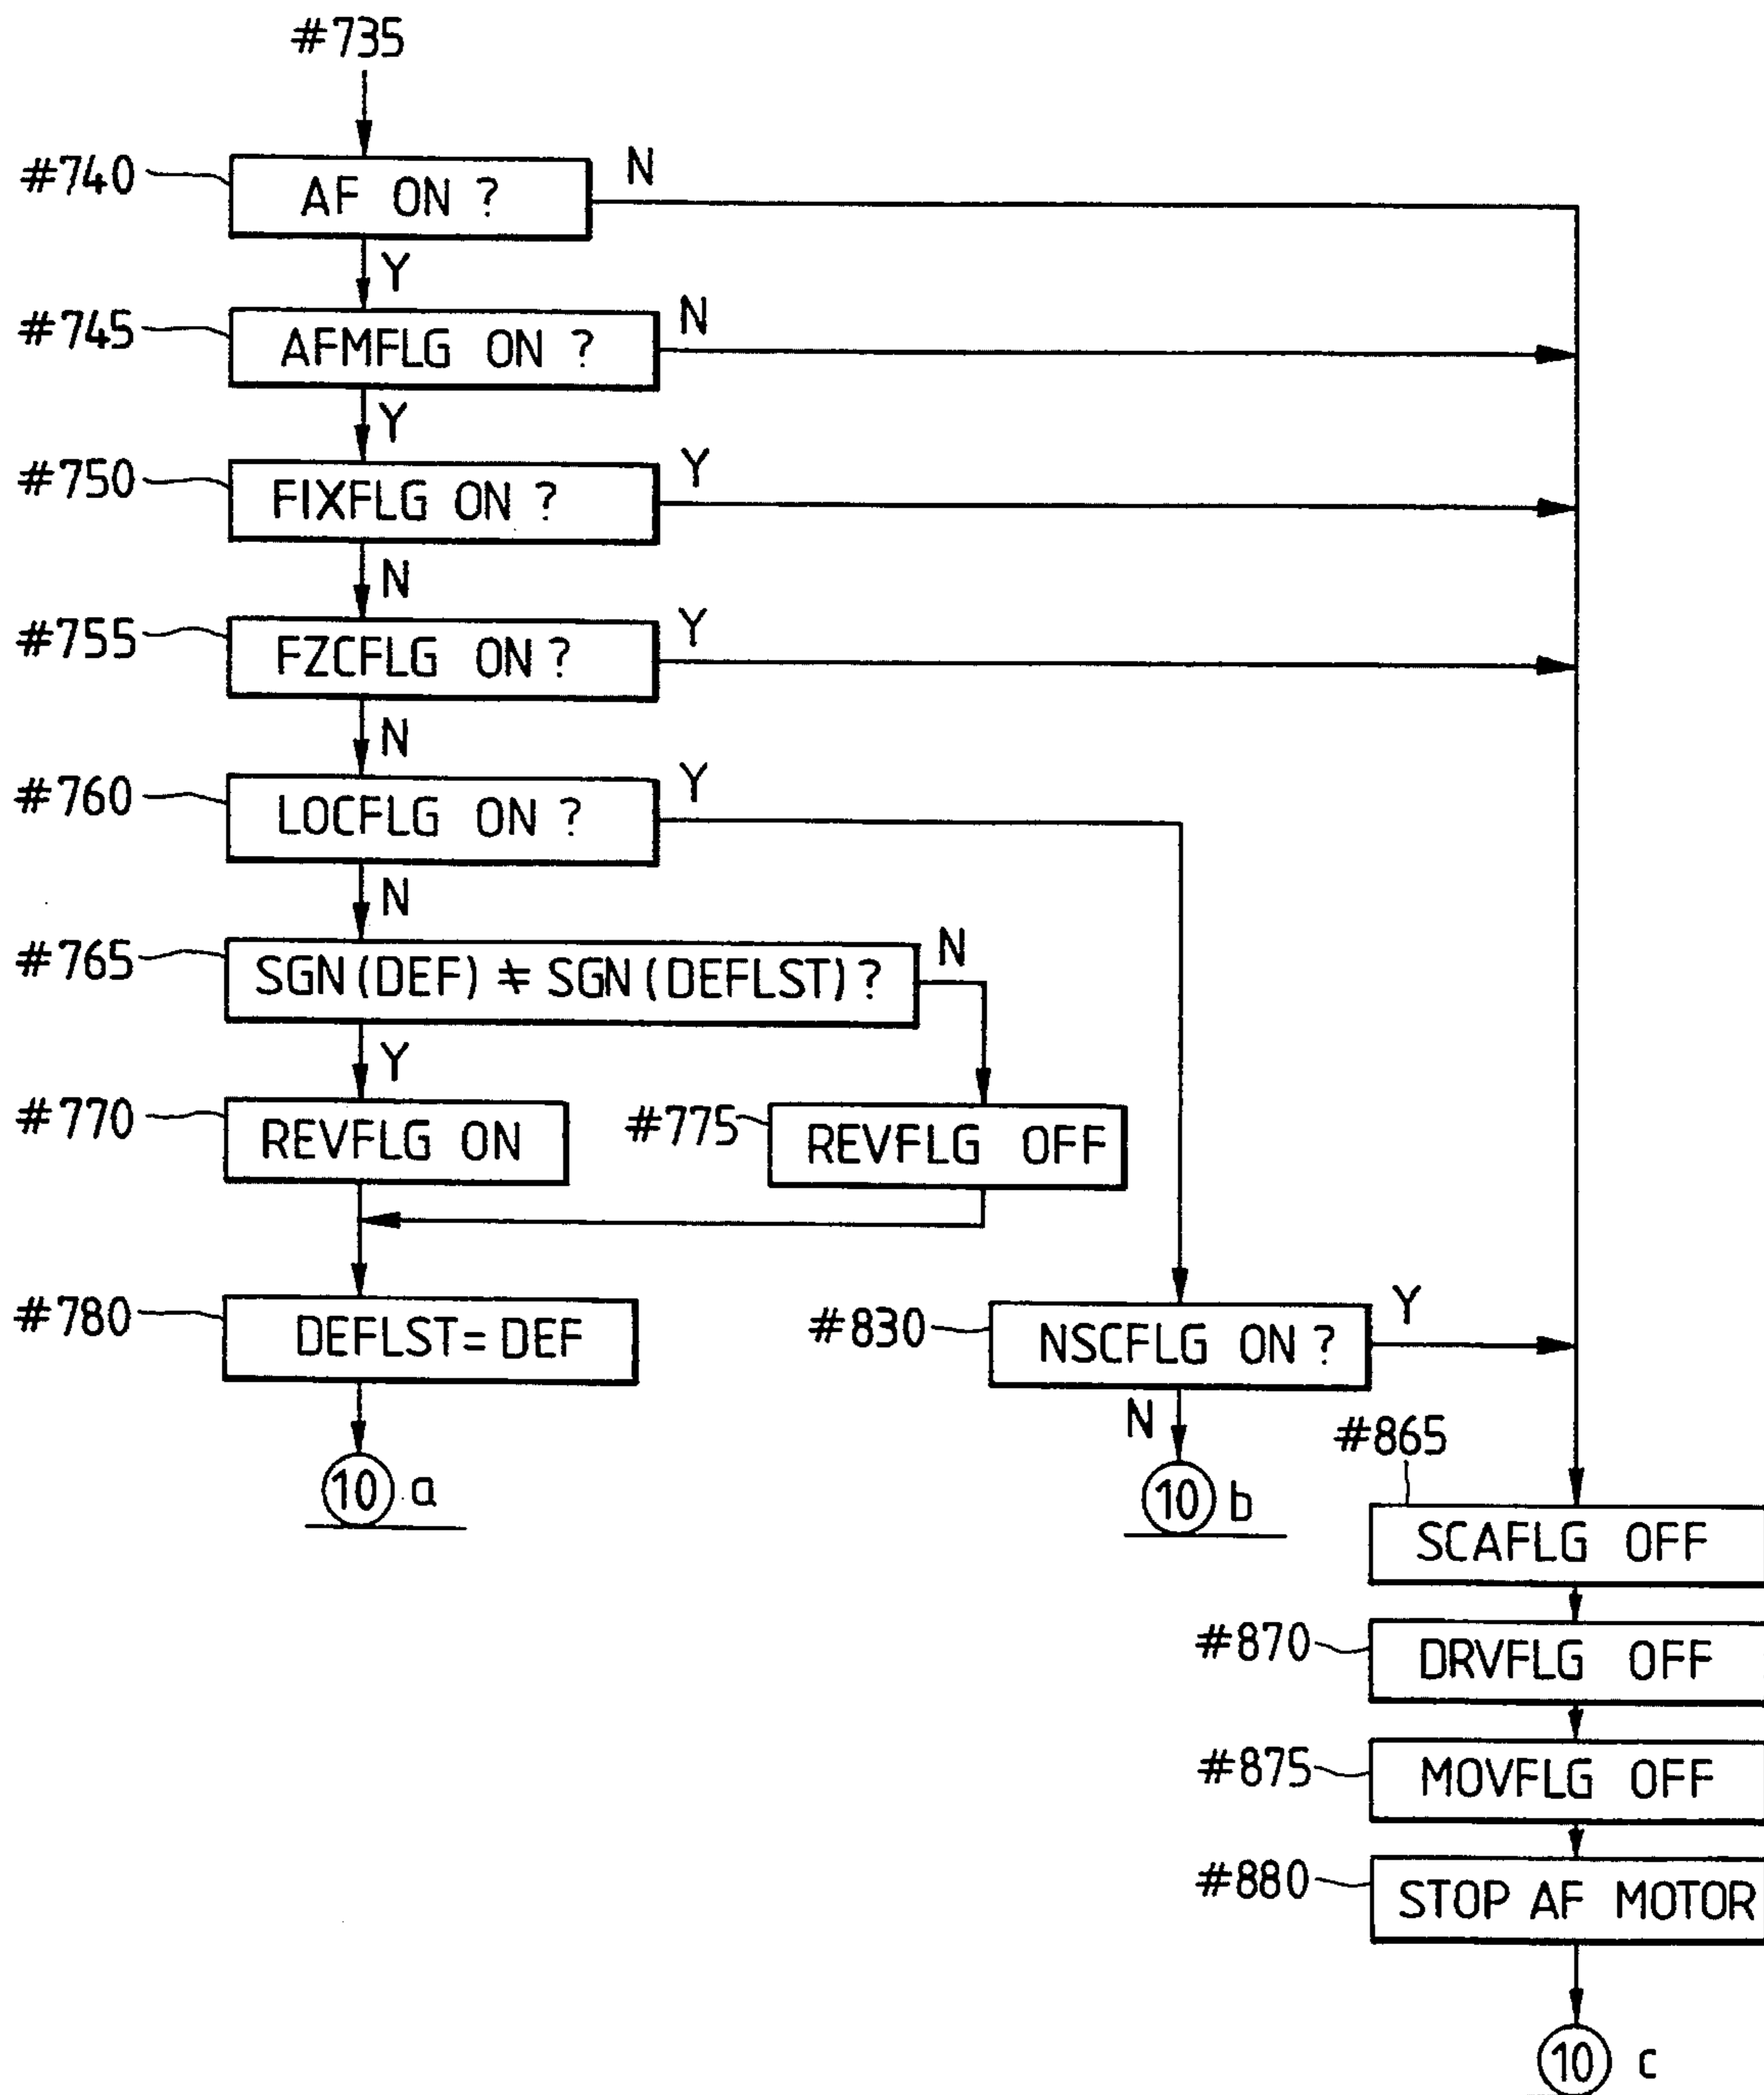 #735
#740
AF ON ?
N
Y
#745
AFMFLG ON ?
N
Y
#750
FIXFLG ON ?
Y
N
#755
FZCFLG ON ?
Y
N
#760
LOCFLG ON ?
Y
N
#765
SGN(DEF) ≠ SGN(DEFLST) ?
N
Y
#770
REVFLG ON
#775
REVFLG OFF
#780
DEFLST = DEF
#830
NSCFLG ON ?
Y
N
10 a
10 b
#865
SCAFLG OFF
#870
DRVFLG OFF
#875
MOVFLG OFF
#880
STOP AF MOTOR
10 c